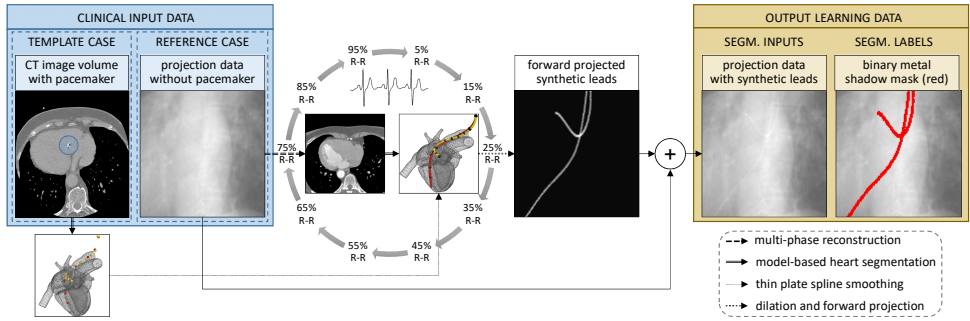 CLINICAL INPUT DATA
TEMPLATE CASE
CT image volume
with pacemaker
REFERENCE CASE
projection data
without pacemaker
95%
R-R
5%
R-R
85%
R-R
15%
R-R
75%
R-R
25%
R-R
65%
R-R
35%
R-R
55%
R-R
45%
R-R
forward projected
synthetic leads
+
OUTPUT LEARNING DATA
SEGM. INPUTS
projection data
with synthetic leads
SEGM. LABELS
binary metal
shadow mask (red)
multi-phase reconstruction
model-based heart segmentation
thin plate spline smoothing
dilation and forward projection